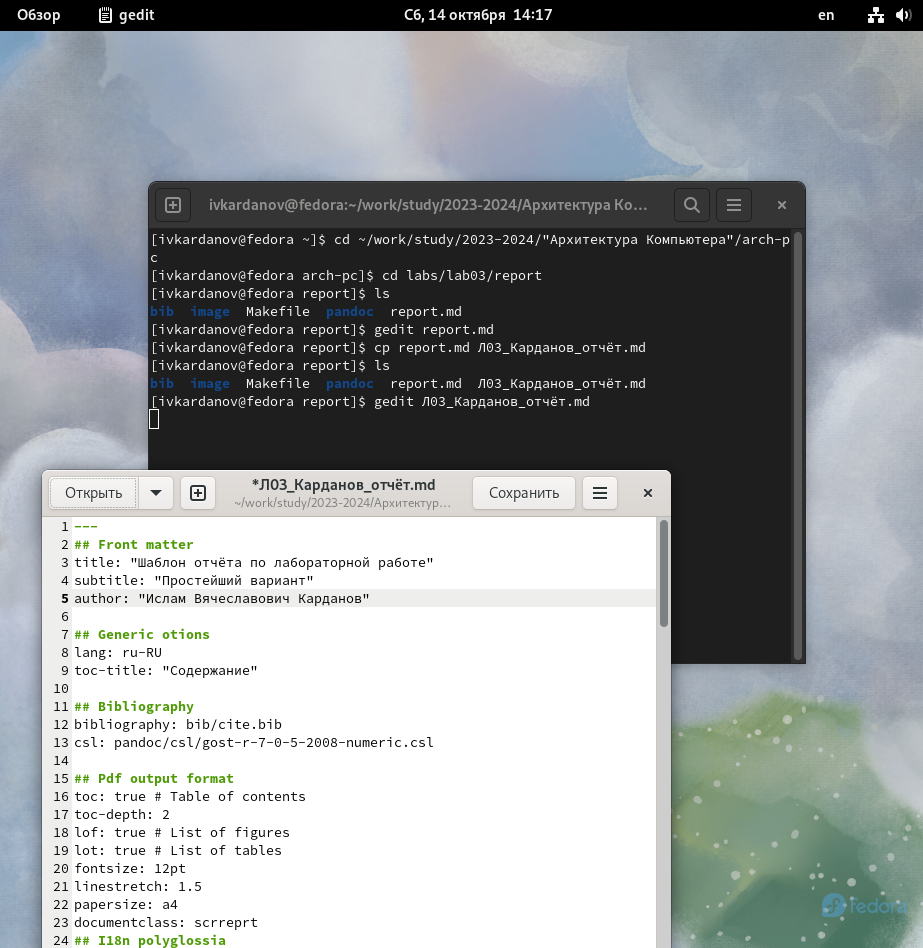 Обзор gedit Сб, 14 октября 14:17 en
ivkardanov@fedora:~/work/study/2023-2024/Архитектура Ко...
[ivkardanov@fedora ~]$ cd ~/work/study/2023-2024/"Архитектура Компьютера"/arch-p
c
[ivkardanov@fedora arch-pc]$ cd labs/lab03/report
[ivkardanov@fedora report]$ ls
bib image Makefile pandoc report.md
[ivkardanov@fedora report]$ gedit report.md
[ivkardanov@fedora report]$ cp report.md Л03_Карданов_отчёт.md
[ivkardanov@fedora report]$ ls
bib image Makefile pandoc report.md Л03_Карданов_отчёт.md
[ivkardanov@fedora report]$ gedit Л03_Карданов_отчёт.md
Открыть *Л03_Карданов_отчёт.md Сохранить
~/work/study/2023-2024/Архитектур...
1 ---
2 ## Front matter
3 title: "Шаблон отчёта по лабораторной работе"
4 subtitle: "Простейший вариант"
5 author: "Ислам Вячеславович Карданов"
6
7 ## Generic otions
8 lang: ru-RU
9 toc-title: "Содержание"
10
11 ## Bibliography
12 bibliography: bib/cite.bib
13 csl: pandoc/csl/gost-r-7-0-5-2008-numeric.csl
14
15 ## Pdf output format
16 toc: true # Table of contents
17 toc-depth: 2
18 lof: true # List of figures
19 lot: true # List of tables
20 fontsize: 12pt
21 linestretch: 1.5
22 papersize: a4
23 documentclass: scrreprt
24 ## I18n polyglossia
fedora